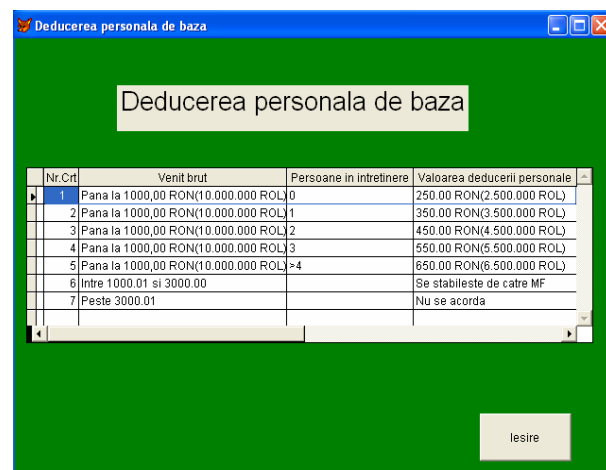 Deducerea personala de baza
Deducerea personala de baza
Nr.Crt Venit brut Persoane in intretinere Valoarea deducerii personale
1 Pana la 1000,00 RON(10.000.000 ROL) 0 250.00 RON(2.500.000 ROL)
2 Pana la 1000,00 RON(10.000.000 ROL) 1 350.00 RON(3.500.000 ROL)
3 Pana la 1000,00 RON(10.000.000 ROL) 2 450.00 RON(4.500.000 ROL)
4 Pana la 1000,00 RON(10.000.000 ROL) 3 550.00 RON(5.500.000 ROL)
5 Pana la 1000,00 RON(10.000.000 ROL) >4 650.00 RON(6.500.000 ROL)
6 Intre 1000.01 si 3000.00 Se stabileste de catre MF
7 Peste 3000.01 Nu se acorda
Iesire